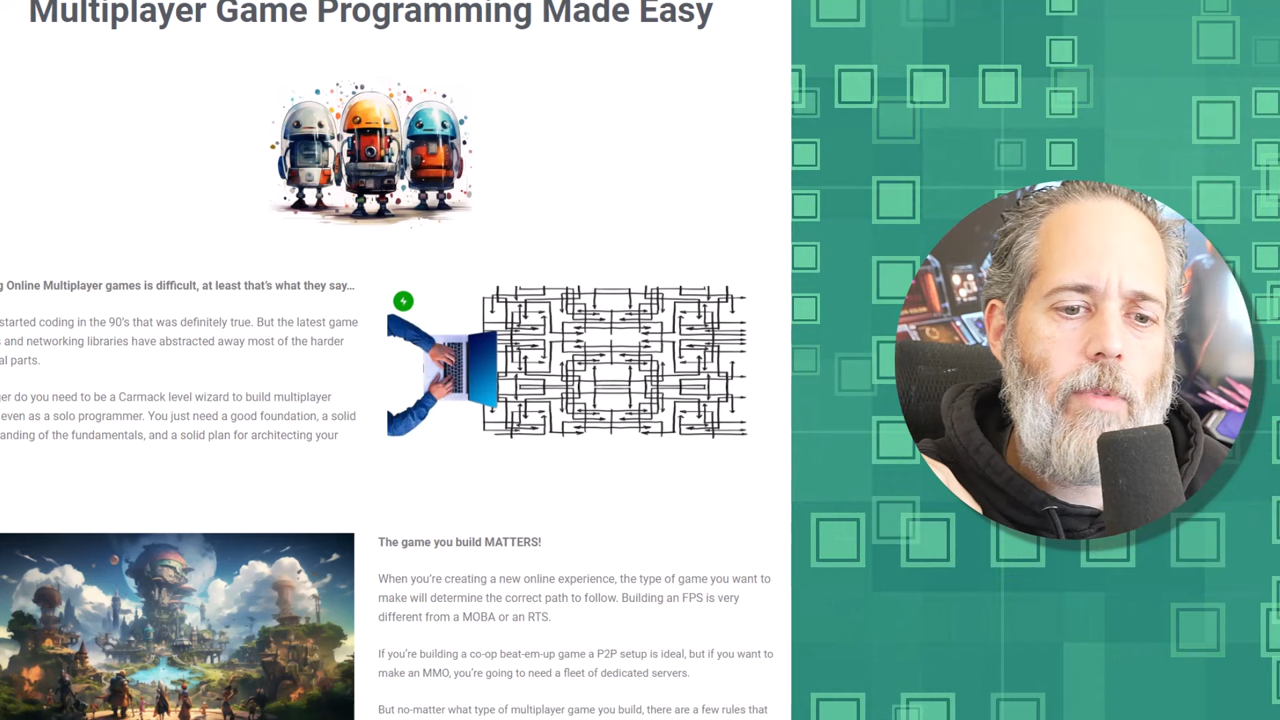 Multiplayer Game Programming Made Easy
g Online Multiplayer games is difficult, at least that's what they say…
started coding in the 90's that was definitely true. But the latest game
s and networking libraries have abstracted away most of the harder
al parts.
ger do you need to be a Carmack level wizard to build multiplayer
even as a solo programmer. You just need a good foundation, a solid
anding of the fundamentals, and a solid plan for architecting your
The game you build MATTERS!
When you're creating a new online experience, the type of game you want to
make will determine the correct path to follow. Building an FPS is very
different from a MOBA or an RTS.
If you're building a co-op beat-em-up game a P2P setup is ideal, but if you want to
make an MMO, you're going to need a fleet of dedicated servers.
But no-matter what type of multiplayer game you build, there are a few rules that